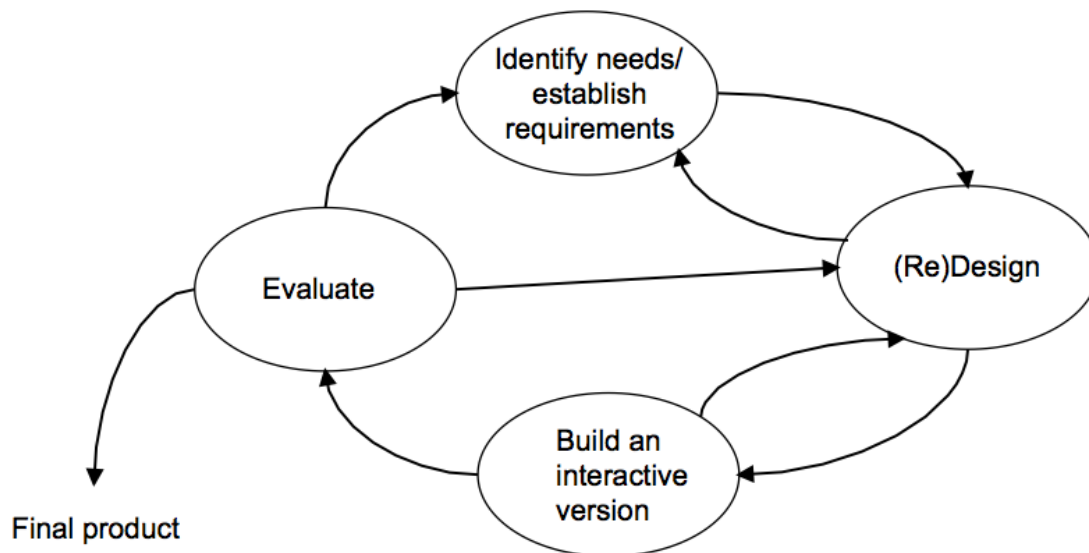 Identify needs/
establish
requirements
(Re)Design
Evaluate
Build an
interactive
version
Final product